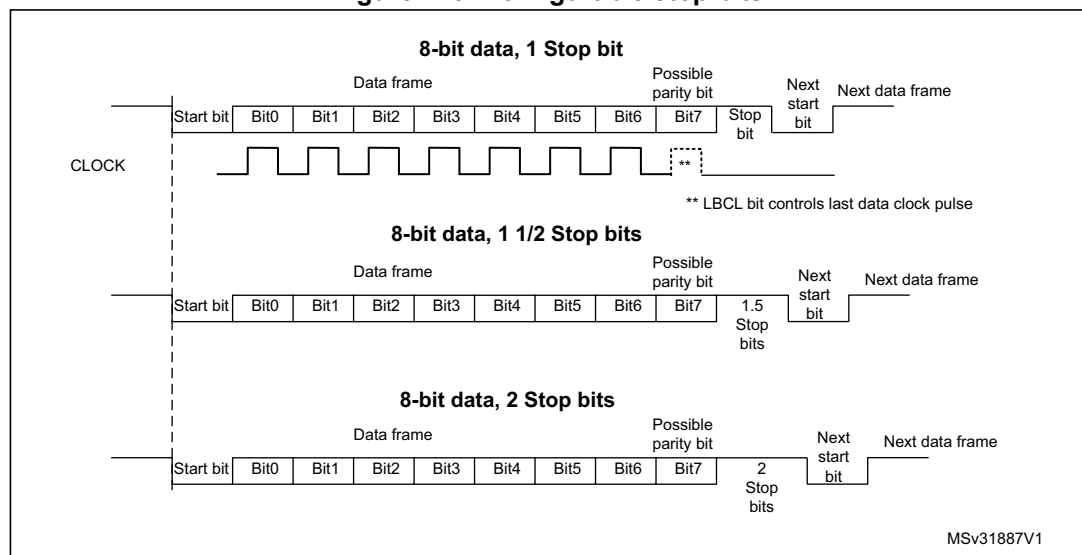 8-bit data, 1 Stop bit
Data frame
Possible parity bit
Next start bit
Next data frame
Start bit Bit0 Bit1 Bit2 Bit3 Bit4 Bit5 Bit6 Bit7 Stop bit
CLOCK
**
** LBCL bit controls last data clock pulse
8-bit data, 1 1/2 Stop bits
Data frame
Possible parity bit
Next start bit
Next data frame
Start bit Bit0 Bit1 Bit2 Bit3 Bit4 Bit5 Bit6 Bit7 1.5 Stop bits
8-bit data, 2 Stop bits
Data frame
Possible parity bit
Next start bit
Next data frame
Start bit Bit0 Bit1 Bit2 Bit3 Bit4 Bit5 Bit6 Bit7 2 Stop bits
MSv31887V1